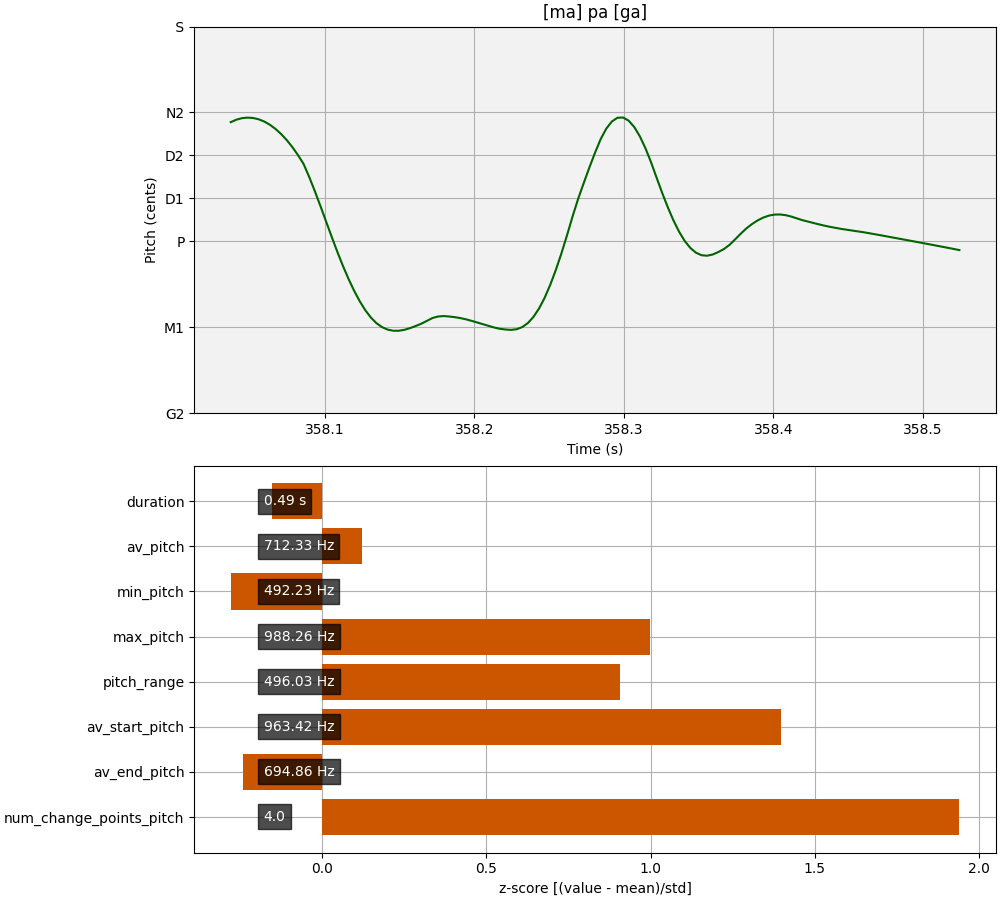 [ma] pa [ga]
S
N2
D2
D1
P
M1
G2
Pitch (cents)
358.1 358.2 358.3 358.4 358.5
Time (s)
duration 0.49 s
av_pitch 712.33 Hz
min_pitch 492.23 Hz
max_pitch 988.26 Hz
pitch_range 496.03 Hz
av_start_pitch 963.42 Hz
av_end_pitch 694.86 Hz
num_change_points_pitch 4.0
0.0 0.5 1.0 1.5 2.0
z-score [(value - mean)/std]